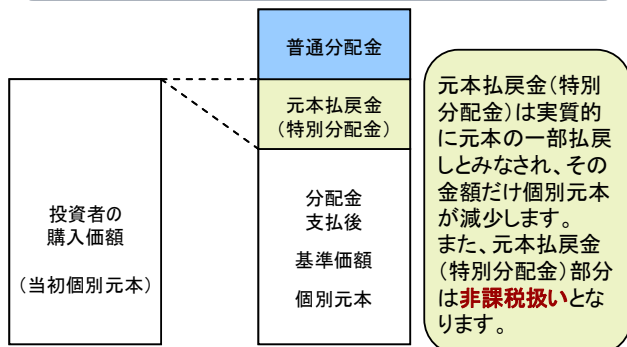 普通分配金
元本払戻金
(特別分配金)
投資者の
購入価額
(当初個別元本)
分配金
支払後
基準価額
個別元本
元本払戻金(特別
分配金)は実質的
に元本の一部払戻
しとみなされ、その
金額だけ個別元本
が減少します。
また、元本払戻金
(特別分配金)部分
は非課税扱いとな
ります。